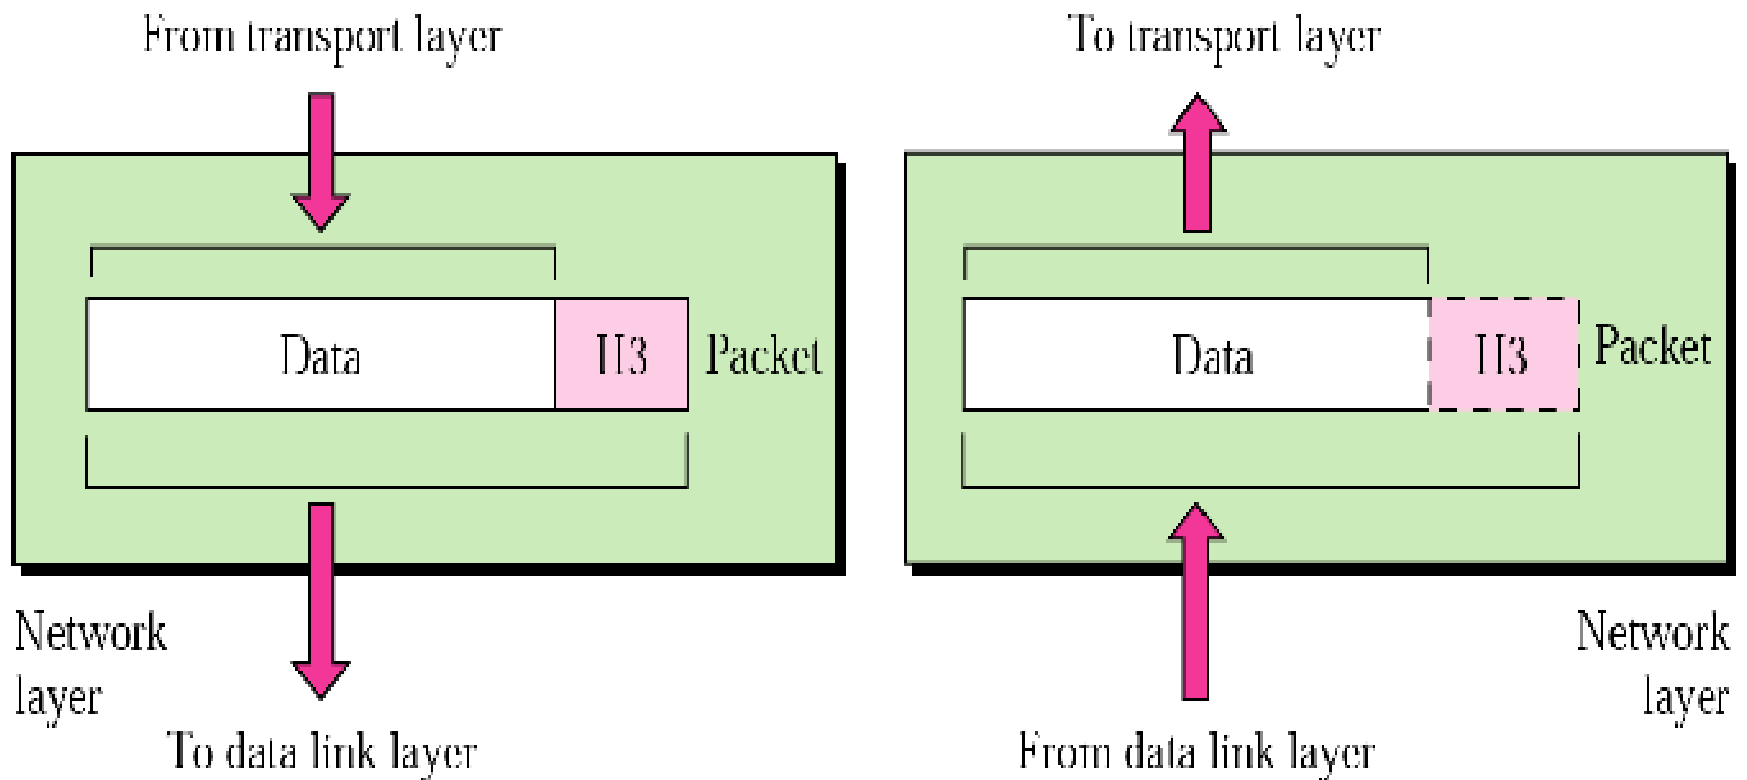 From transport layer
To transport layer
Data
H3
Packet
Data
H3
Packet
Network
layer
Network
layer
To data link layer
From data link layer